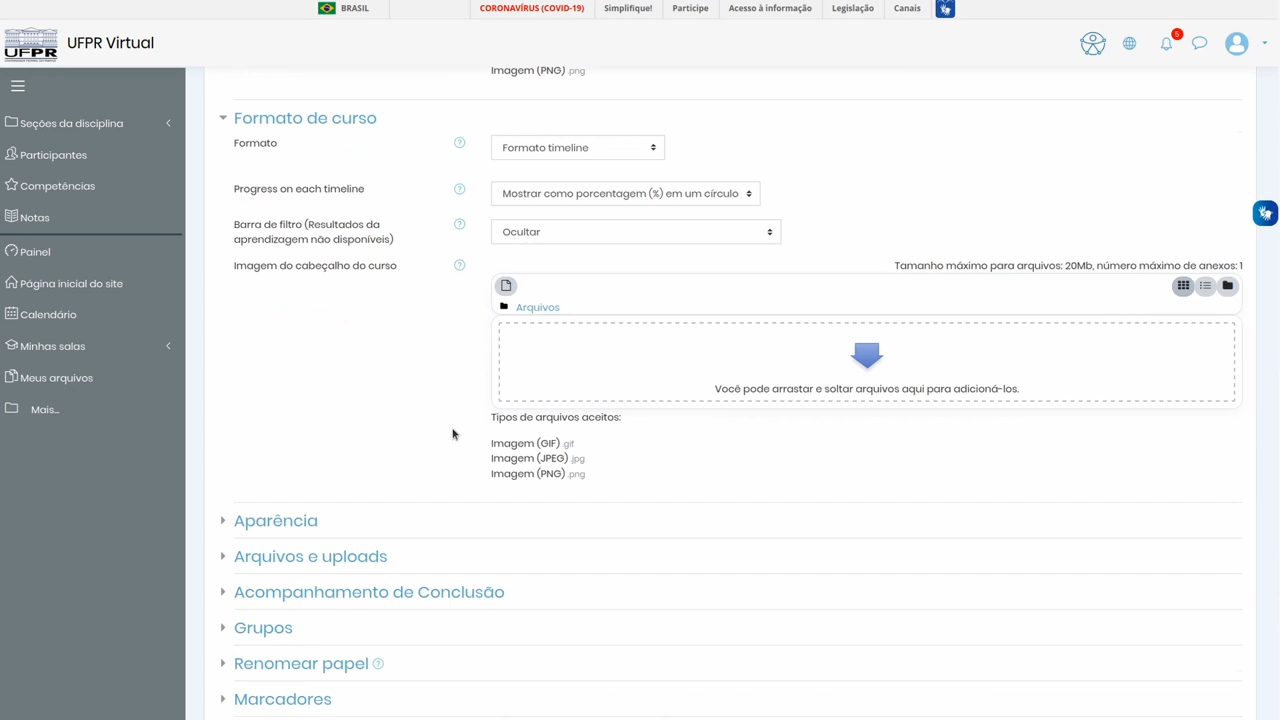 BRASIL
CORONAVÍRUS (COVID-19)
Simplifique!
Participe
Acesso à informação
Legislação
Canais
UFPR
UFPR Virtual
5
Imagem (PNG) .png
Seções da disciplina
Participantes
Competências
Notas
Painel
Página inicial do site
Calendário
Minhas salas
Meus arquivos
Mais...
Formato de curso
Formato
Formato timeline
Progress on each timeline
Mostrar como porcentagem (%) em um círculo
Barra de filtro (Resultados da
aprendizagem não disponíveis)
Ocultar
Imagem do cabeçalho do curso
Tamanho máximo para arquivos: 20Mb, número máximo de anexos: 1
Arquivos
Você pode arrastar e soltar arquivos aqui para adicioná-los.
Tipos de arquivos aceitos:
Imagem (GIF) .gif
Imagem (JPEG) .jpg
Imagem (PNG) .png
Aparência
Arquivos e uploads
Acompanhamento de Conclusão
Grupos
Renomear papel
Marcadores